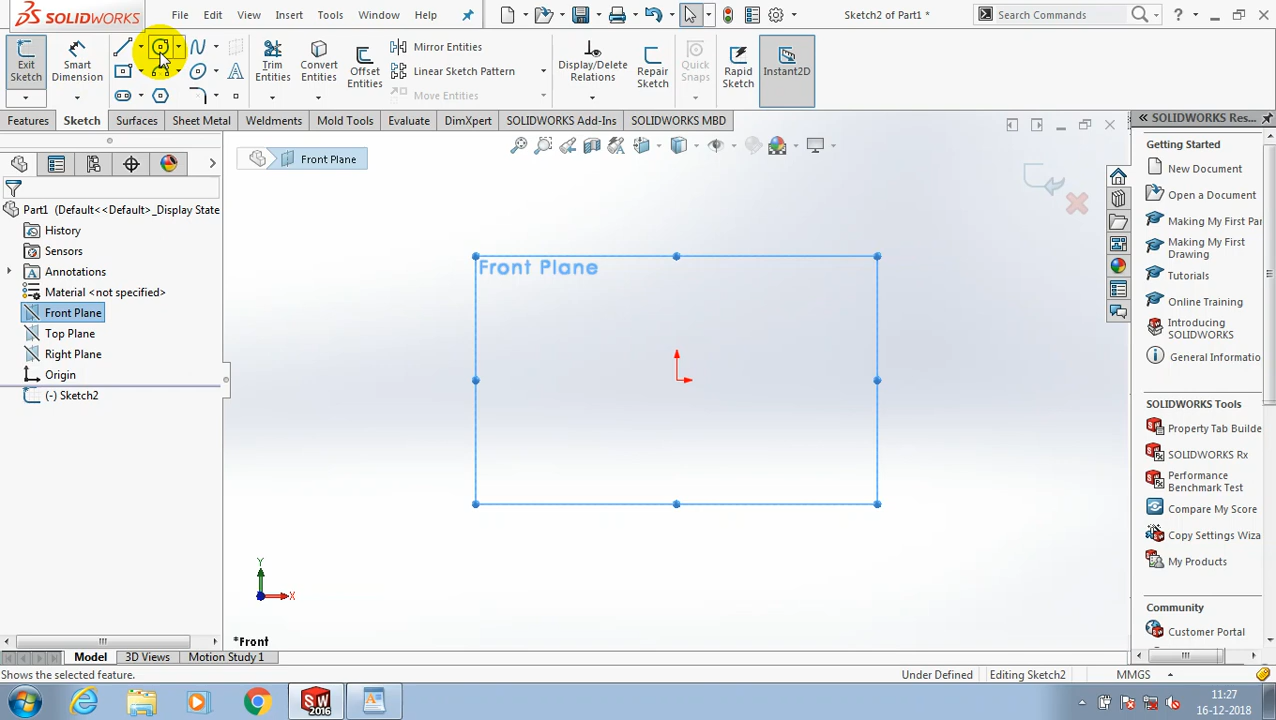 SOLIDWORKS
File Edit View Insert Tools Window Help
Sketch2 of Part1 *
Search Commands
?
Exit Sketch
Smart Dimension
Trim Entities
Convert Entities
Offset Entities
Mirror Entities
Linear Sketch Pattern
Move Entities
Display/Delete Relations
Repair Sketch
Quick Snaps
Rapid Sketch
Instant2D
Features Sketch Surfaces Sheet Metal Weldments Mold Tools Evaluate DimXpert SOLIDWORKS Add-Ins SOLIDWORKS MBD
SOLIDWORKS Res...
Front Plane
Part1 (Default<<Default>_Display State
History
Sensors
Annotations
Material <not specified>
Front Plane
Top Plane
Right Plane
Origin
(-) Sketch2
Front Plane
Y
X
*Front
Getting Started
New Document
Open a Document
Making My First Par
Making My First Drawing
Tutorials
Online Training
Introducing SOLIDWORKS
General Informatio
SOLIDWORKS Tools
Property Tab Builde
SOLIDWORKS Rx
Performance Benchmark Test
Compare My Score
Copy Settings Wiza
My Products
Community
Customer Portal
Model 3D Views Motion Study 1
Shows the selected feature.
Under Defined Editing Sketch2 MMGS
SW 2016
11:27
16-12-2018